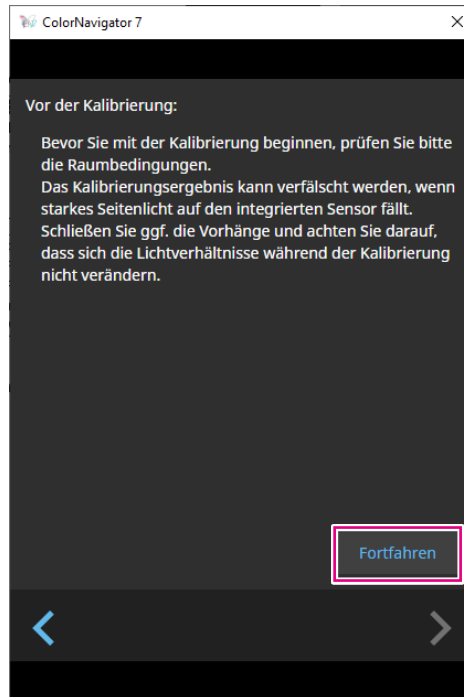 ColorNavigator 7
Vor der Kalibrierung:
Bevor Sie mit der Kalibrierung beginnen, prüfen Sie bitte
die Raumbedingungen.
Das Kalibrierungsergebnis kann verfälscht werden, wenn
starkes Seitenlicht auf den integrierten Sensor fällt.
Schließen Sie ggf. die Vorhänge und achten Sie darauf,
dass sich die Lichtverhältnisse während der Kalibrierung
nicht verändern.
Fortfahren